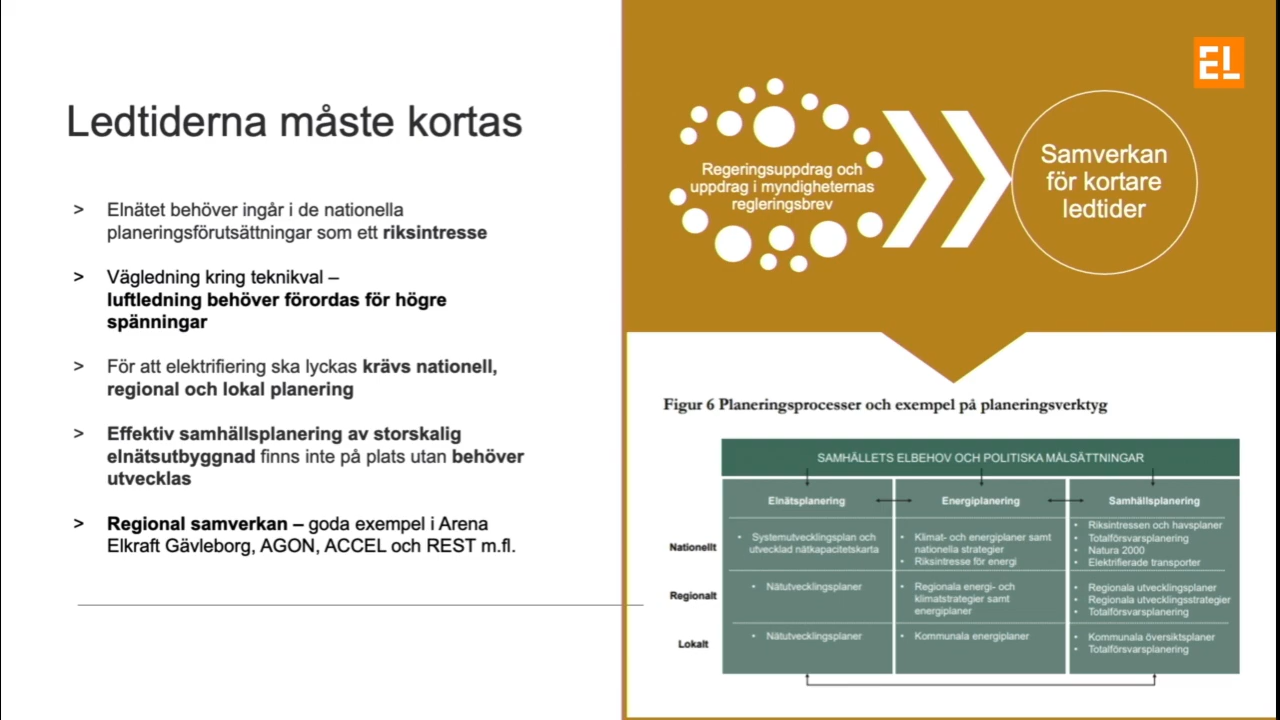 Ledtiderna måste kortas
> Elnätet behöver ingår i de nationella
planeringsförutsättningar som ett riksintresse
> Vägledning kring teknikval –
luftledning behöver förordas för högre
spänningar
> För att elektrifiering ska lyckas krävs nationell,
regional och lokal planering
> Effektiv samhällsplanering av storskalig
elnätsutbyggnad finns inte på plats utan behöver
utvecklas
> Regional samverkan – goda exempel i Arena
Elkraft Gävleborg, AGON, ACCEL och REST m.fl.
EL
Regeringsuppdrag och
uppdrag i myndigheternas
regleringsbrev
Samverkan
för kortare
ledtider
Figur 6 Planeringsprocesser och exempel på planeringsverktyg
SAMHÄLLETS ELBEHOV OCH POLITISKA MÅLSÄTTNINGAR
Elnätsplanering
Energiplanering
Samhällsplanering
Nationellt
• Systemutvecklingsplan och
utvecklad nätkapacitetskarta
• Klimat- och energiplaner samt
nationella strategier
• Riksintresse för energi
• Riksintressen och havsplaner
• Totalförsvarsplanering
• Natura 2000
• Elektrifierade transporter
Regionalt
• Nätutvecklingsplaner
• Regionala energi- och
klimatstrategier samt
energiplaner
• Regionala utvecklingsplaner
• Regionala utvecklingsstrategier
• Totalförsvarsplanering
Lokalt
• Nätutvecklingsplaner
• Kommunala energiplaner
• Kommunala översiktsplaner
• Totalförsvarsplanering